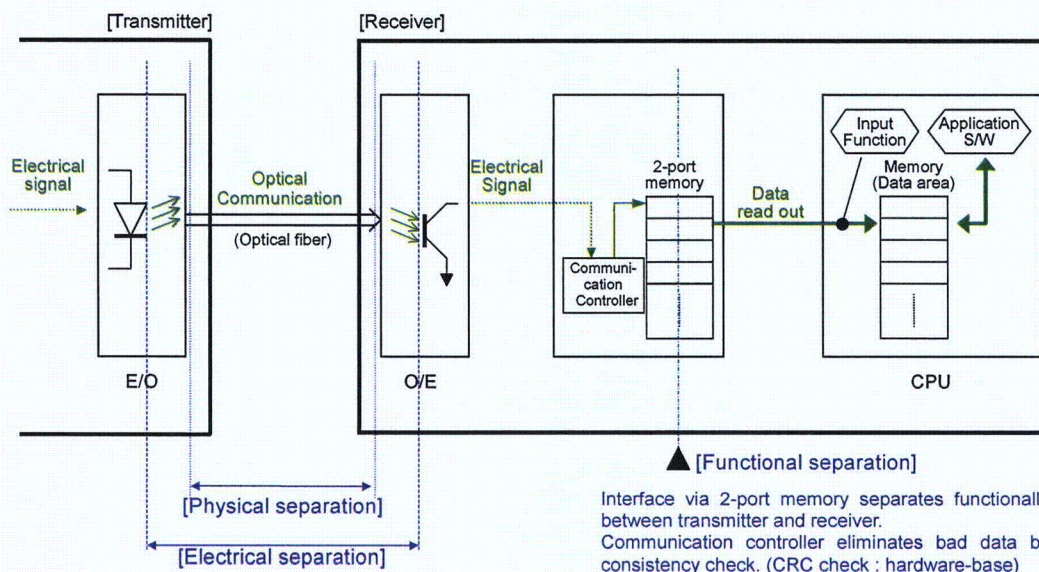 [Transmitter]
[Receiver]
Electrical
signal
Optical
Communication
(Optical fiber)
Electrical
Signal
2-port
memory
Communi-
cation
Controller
Data
read out
Input
Function
Application
S/W
Memory
(Data area)
E/O
O/E
CPU
[Physical separation]
[Electrical separation]
[Functional separation]
Interface via 2-port memory separates functionall
between transmitter and receiver.
Communication controller eliminates bad data b
consistency check. (CRC check : hardware-base)